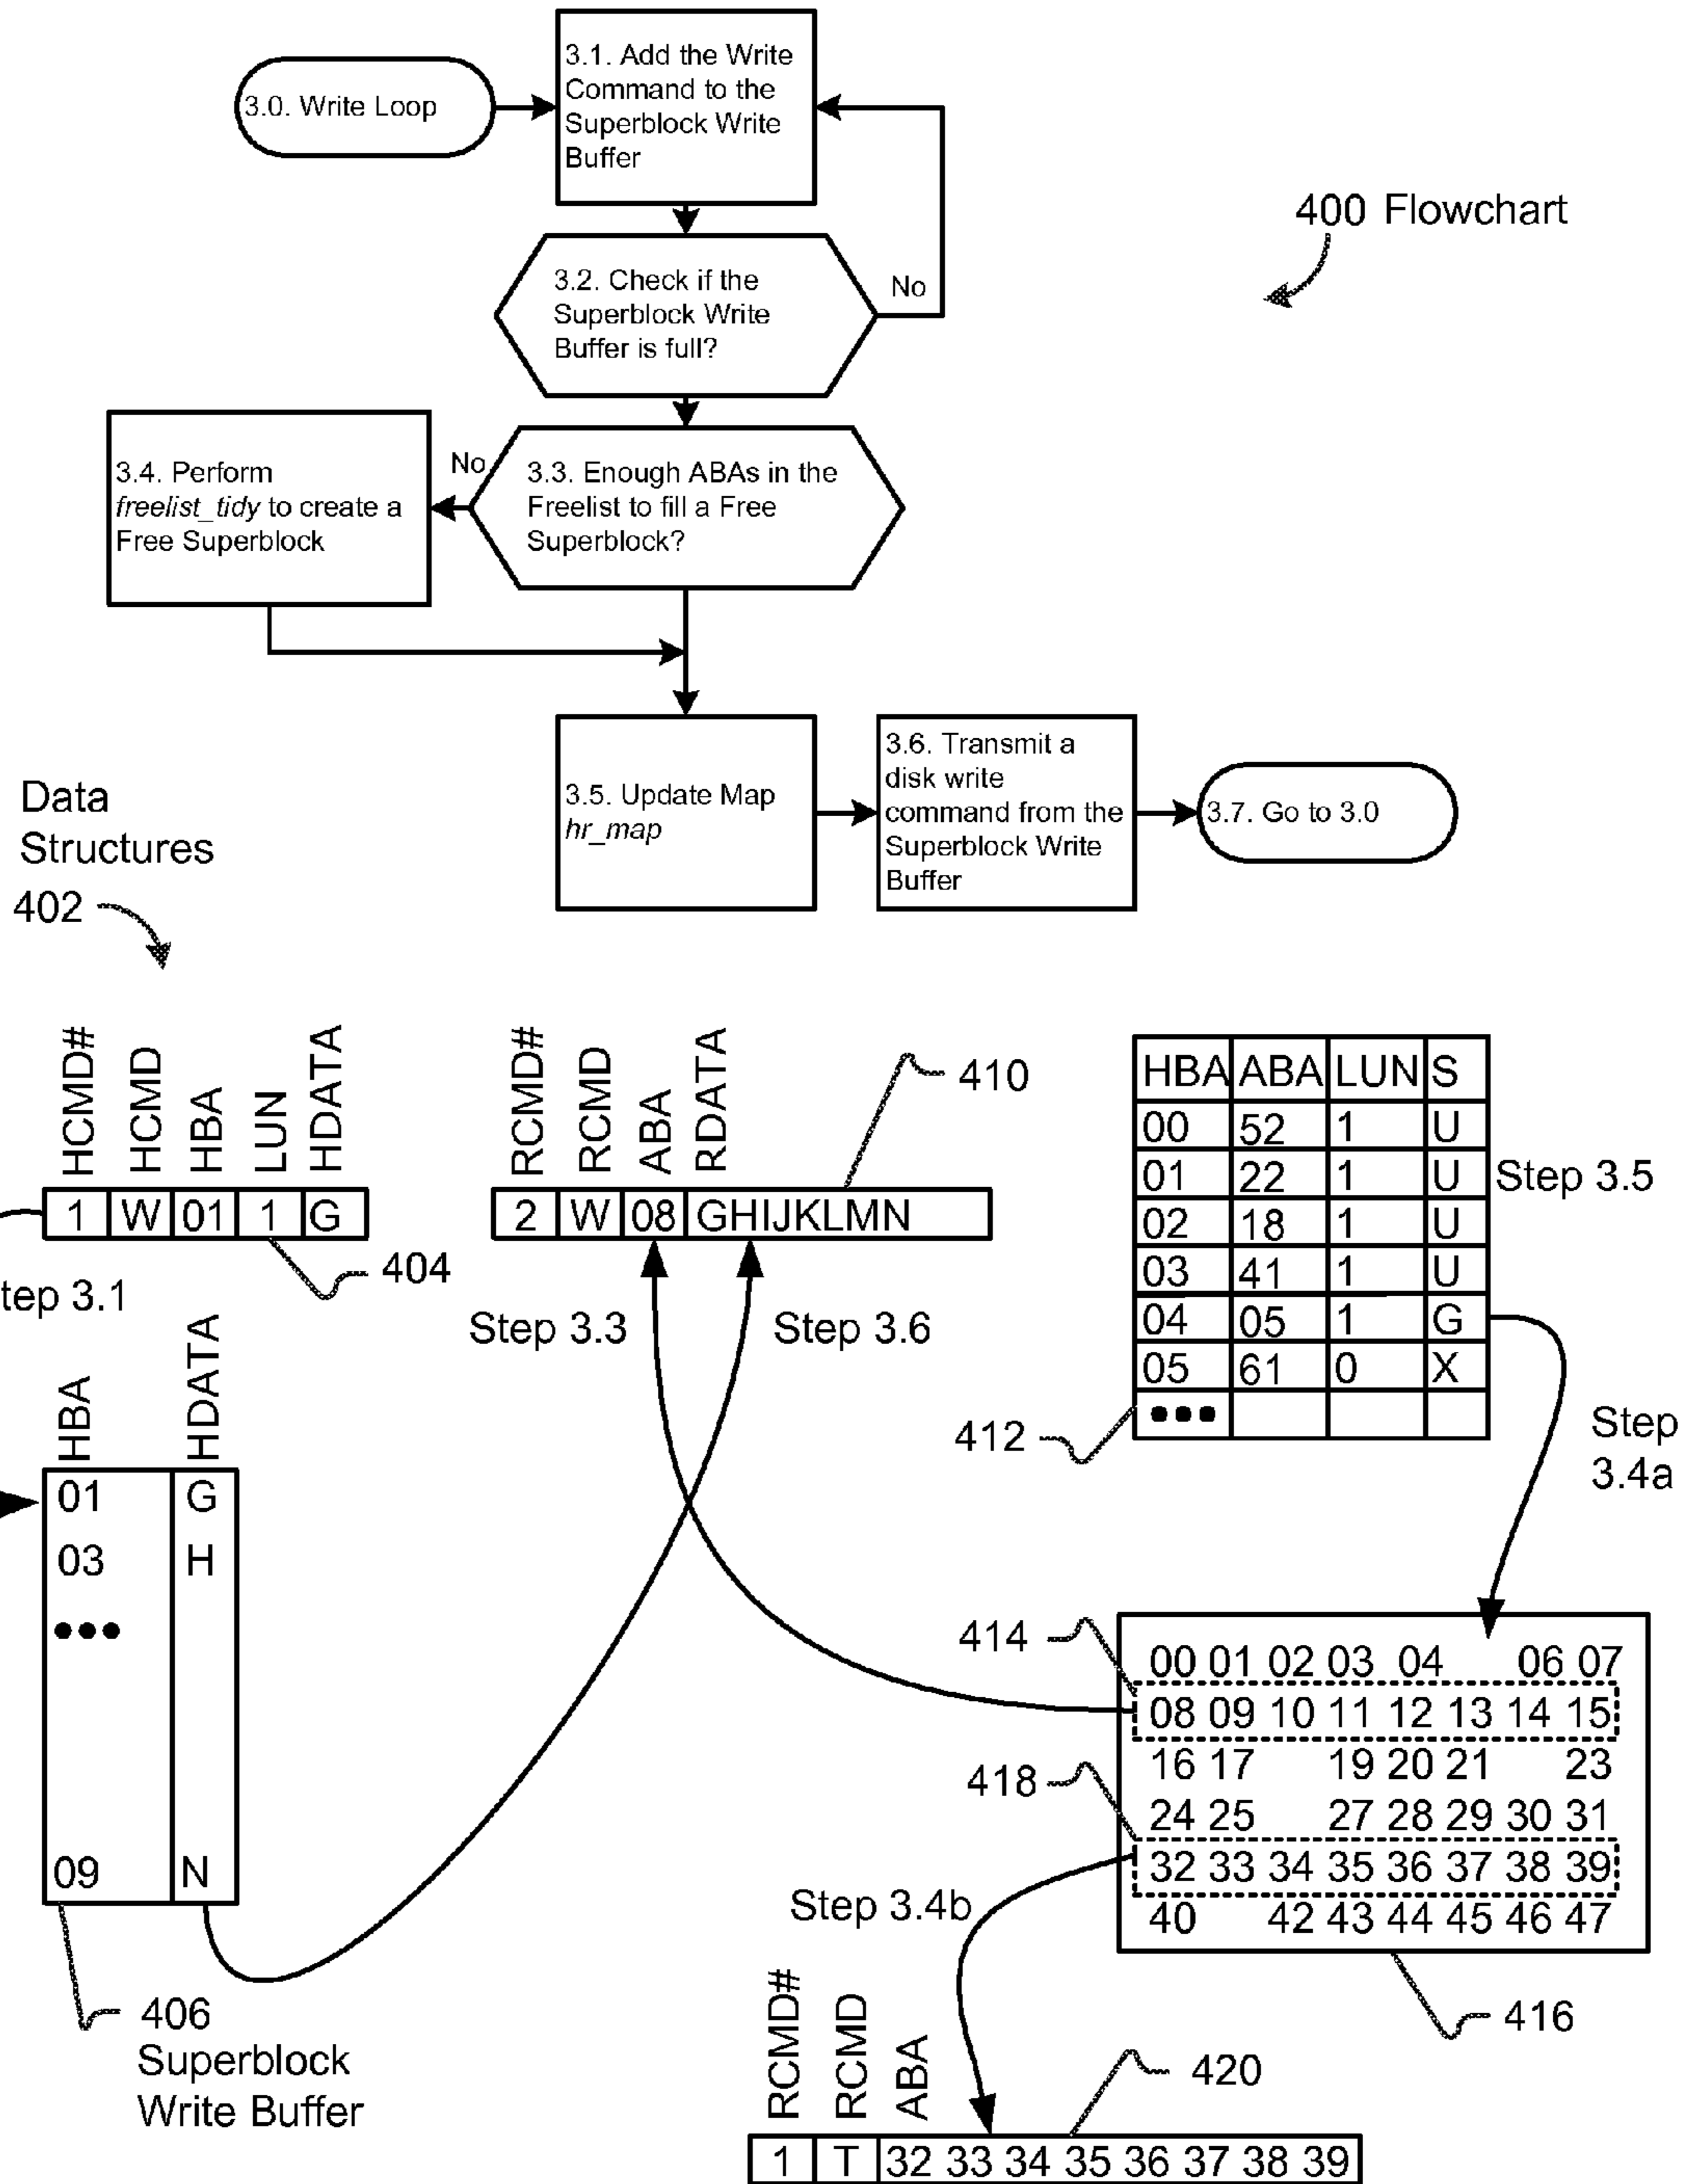 3.0. Write Loop
3.1. Add the Write
Command to the
Superblock Write
Buffer
400 Flowchart
3.2. Check if the
Superblock Write
Buffer is full?
No
3.4. Perform
freelist_tidy to create a
Free Superblock
No
3.3. Enough ABAs in the
Freelist to fill a Free
Superblock?
3.5. Update Map
hr_map
3.6. Transmit a
disk write
command from the
Superblock Write
Buffer
3.7. Go to 3.0
Data
Structures
402
HCMD# HCMD HBA LUN HDATA
1 W 01 1 G
404
tep 3.1
RCMD# RCMD ABA RDATA
2 W 08 GHIJKLMN
410
Step 3.3
Step 3.6
HBA ABA LUN S
00 52 1 U
01 22 1 U
02 18 1 U
03 41 1 U
04 05 1 G
05 61 0 X
•••
Step 3.5
412
Step
3.4a
HBA HDATA
01 G
03 H
•••
09 N
406
Superblock
Write Buffer
414
00 01 02 03 04 06 07
08 09 10 11 12 13 14 15
16 17 19 20 21 23
418
24 25 27 28 29 30 31
32 33 34 35 36 37 38 39
40 42 43 44 45 46 47
Step 3.4b
416
RCMD# RCMD ABA
420
1 T 32 33 34 35 36 37 38 39